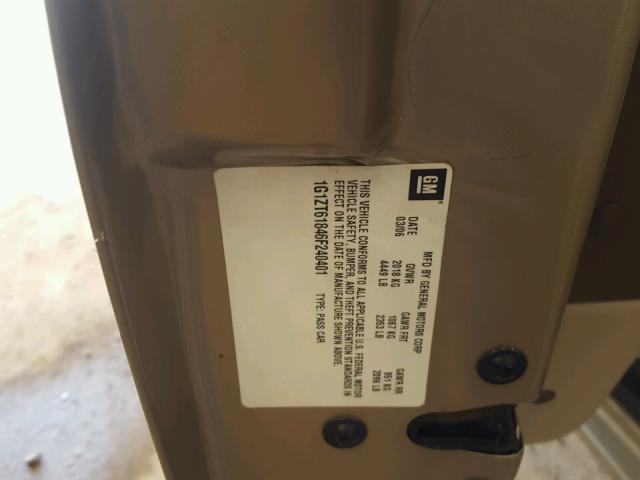 GM
MFD BY GENERAL MOTORS CORP
DATE GVWR GAWR FRT GAWR RR
03/06 2018 KG 1067 KG 951 KG
4449 LB 2353 LB 2096 LB
THIS VEHICLE CONFORMS TO ALL APPLICABLE U.S. FEDERAL MOTOR
VEHICLE SAFETY, BUMPER, AND THEFT PREVENTION STANDARDS IN
EFFECT ON THE DATE OF MANUFACTURE SHOWN ABOVE.
1G1ZT61846F240401 TYPE: PASS CAR